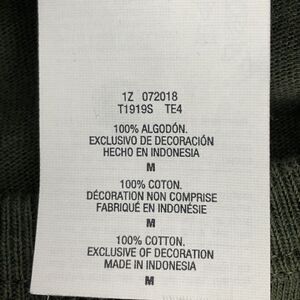 1Z 072018
T1919S TE4
100% ALGODÓN.
EXCLUSIVO DE DECORACIÓN
HECHO EN INDONESIA
M
100% COTON.
DÉCORATION NON COMPRISE
FABRIQUÉ EN INDONÉSIE
M
100% COTTON.
EXCLUSIVE OF DECORATION
MADE IN INDONESIA
M